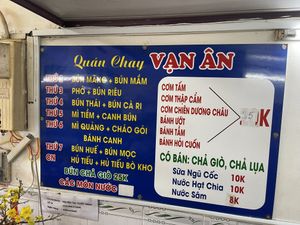 Quán Chay VẠN ÂN
THỨ 2 BÚN MĂNG + BÚN MẮM
THỨ 3 PHỞ + BÚN RIÊU
THỨ 4 BÚN THÁI + BÚN CÀ RI
THỨ 5 MÌ TIỀM + CANH BÚN
THỨ 6 MÌ QUẢNG + CHÁO GỎI
BÁNH CANH
THỨ 7 BÚN HUẾ + BÚN MỌC
CN HỦ TIẾU + HỦ TIẾU BÒ KHO
BÚN CHẢ GIÒ 25K
CÁC MÓN NƯỚC
CƠM TẤM
CƠM THẬP CẨM
CƠM CHIÊN DƯƠNG CHÂU
BÁNH ƯỚT
BÁNH TẰM
BÁNH HỎI CUỐN
K
CÓ BÁN: CHẢ GIÒ, CHẢ LỤA
Sữa Ngũ Cốc 10K
Nước Hạt Chia 10K
Nước Sâm 8K